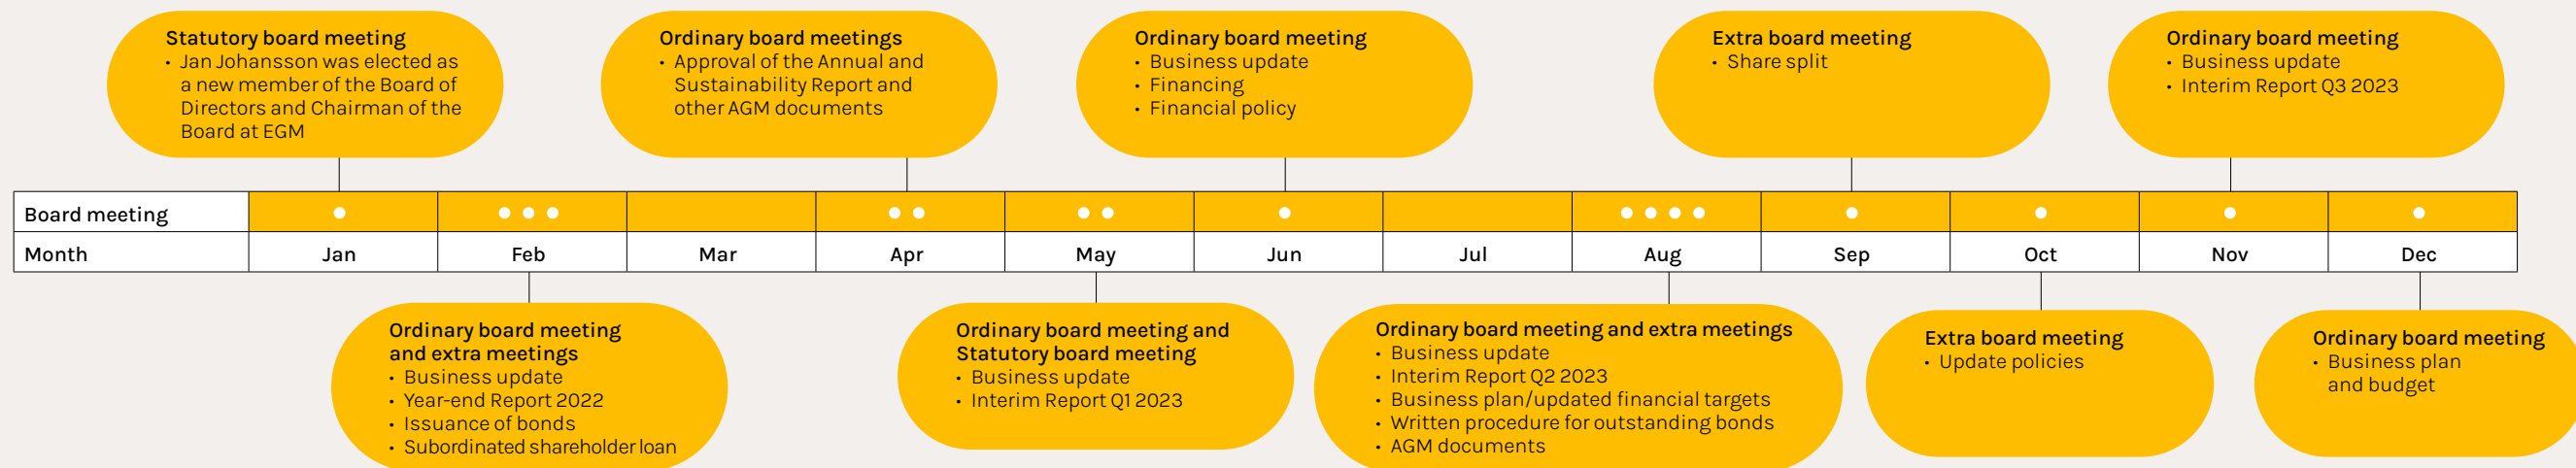 Statutory board meeting
• Jan Johansson was elected as
a new member of the Board of
Directors and Chairman of the
Board at EGM
Ordinary board meetings
• Approval of the Annual and
Sustainability Report and
other AGM documents
Ordinary board meeting
• Business update
• Financing
• Financial policy
Extra board meeting
• Share split
Ordinary board meeting
• Business update
• Interim Report Q3 2023
Board meeting
Month Jan Feb Mar Apr May Jun Jul Aug Sep Oct Nov Dec
Ordinary board meeting
and extra meetings
• Business update
• Year-end Report 2022
• Issuance of bonds
• Subordinated shareholder loan
Ordinary board meeting and
Statutory board meeting
• Business update
• Interim Report Q1 2023
Ordinary board meeting and extra meetings
• Business update
• Interim Report Q2 2023
• Business plan/updated financial targets
• Written procedure for outstanding bonds
• AGM documents
Extra board meeting
• Update policies
Ordinary board meeting
• Business plan
and budget